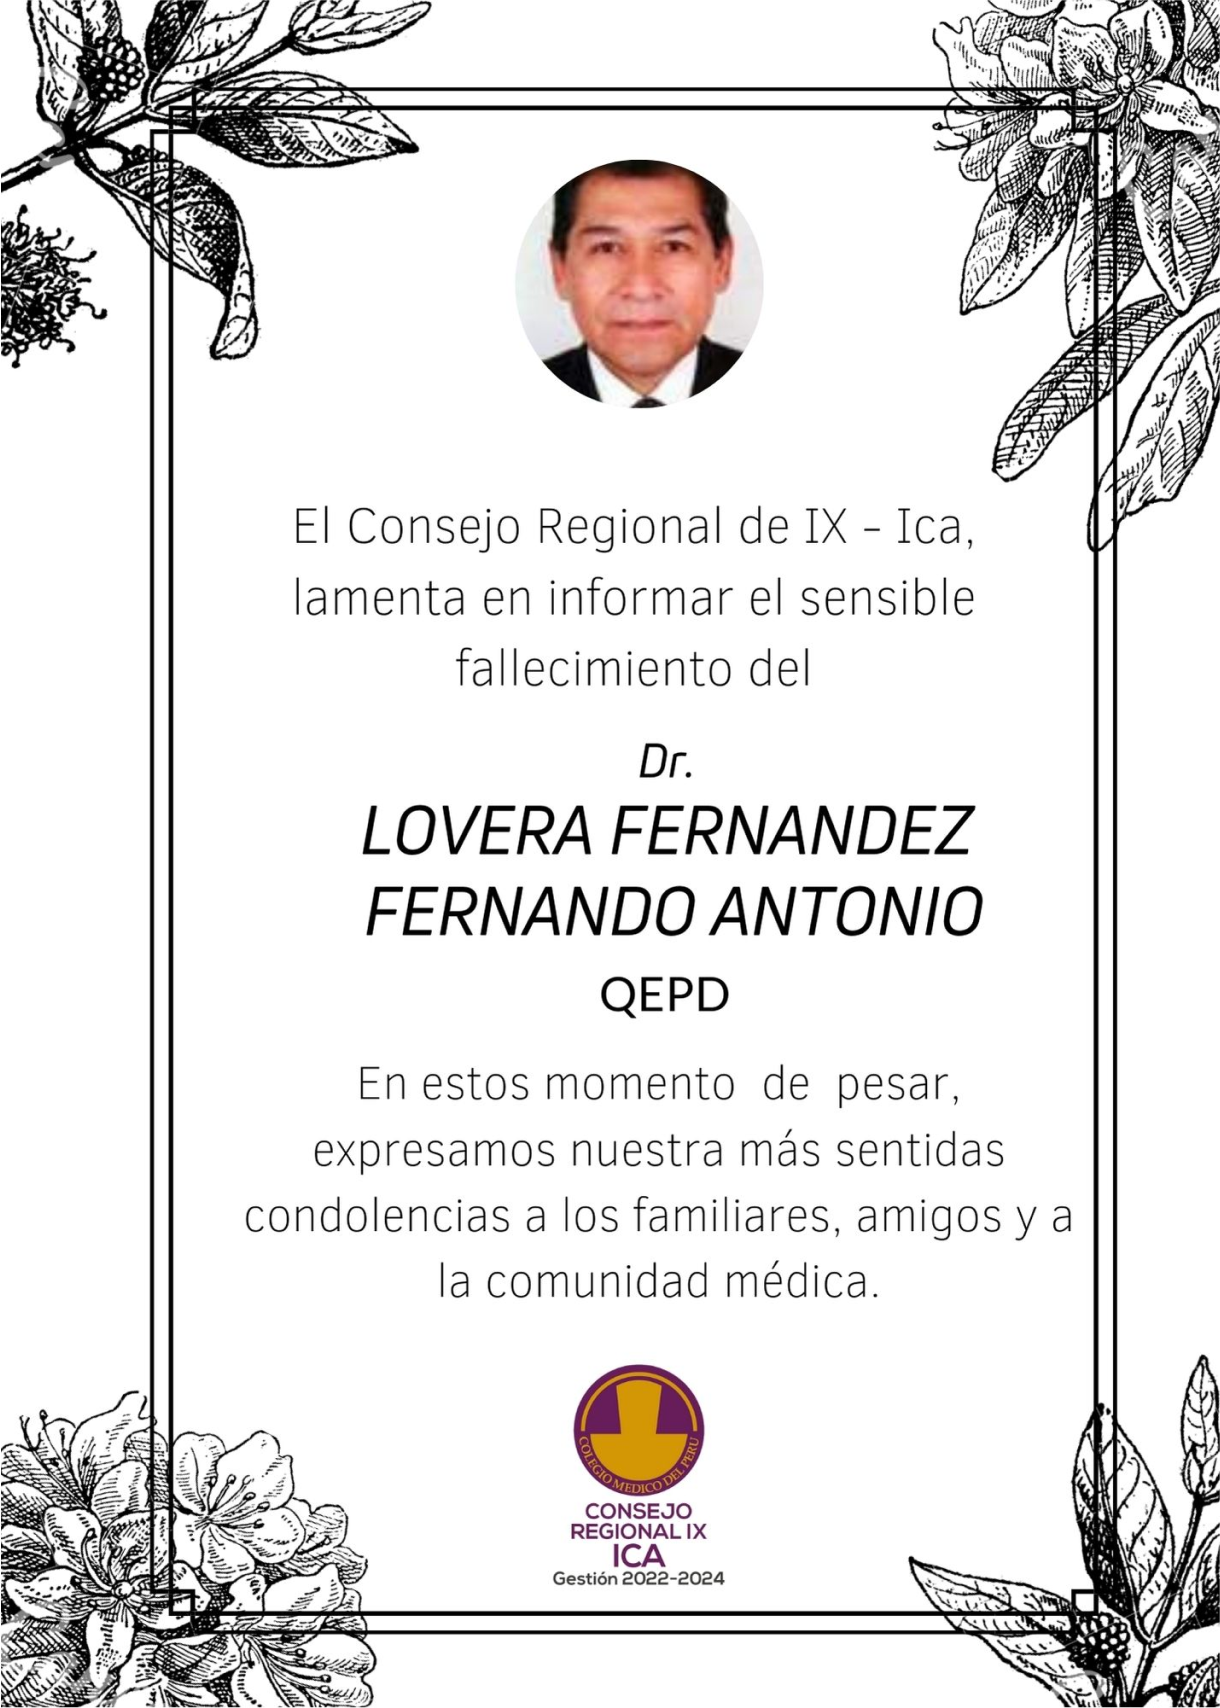 El Consejo Regional de IX - Ica,
lamenta en informar el sensible
fallecimiento del
Dr.
LOVERA FERNANDEZ
FERNANDO ANTONIO
QEPD
En estos momento de pesar,
expresamos nuestra más sentidas
condolencias a los familiares, amigos y a
la comunidad médica.
COLEGIO MEDICO DEL PERU
CONSEJO
REGIONAL IX
ICA
Gestión 2022-2024